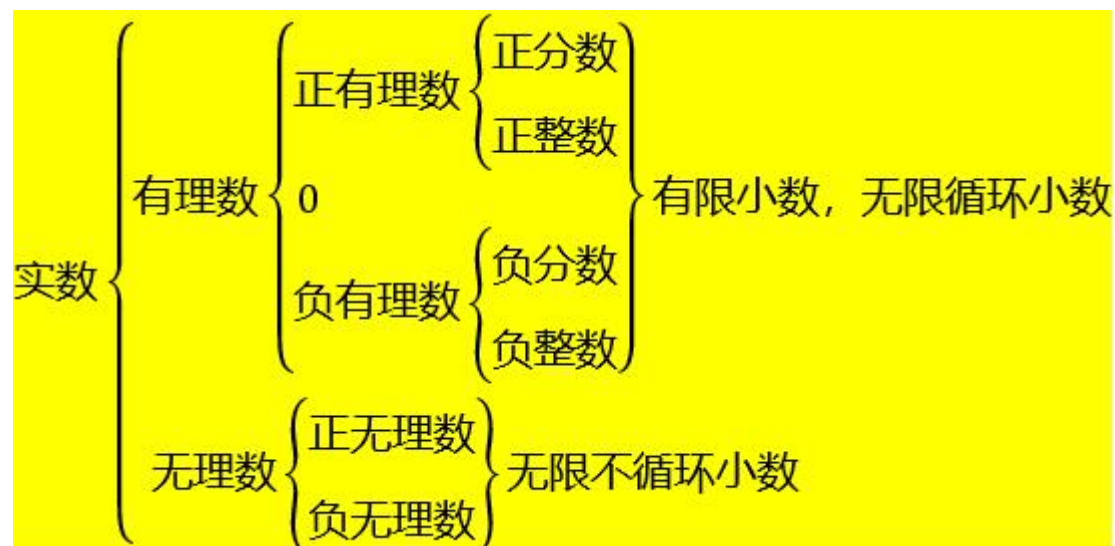 正分数
正有理数
正整数
有理数 0 有限小数，无限循环小数
实数
负分数
负有理数
负整数
正无理数
无理数 无限不循环小数
负无理数